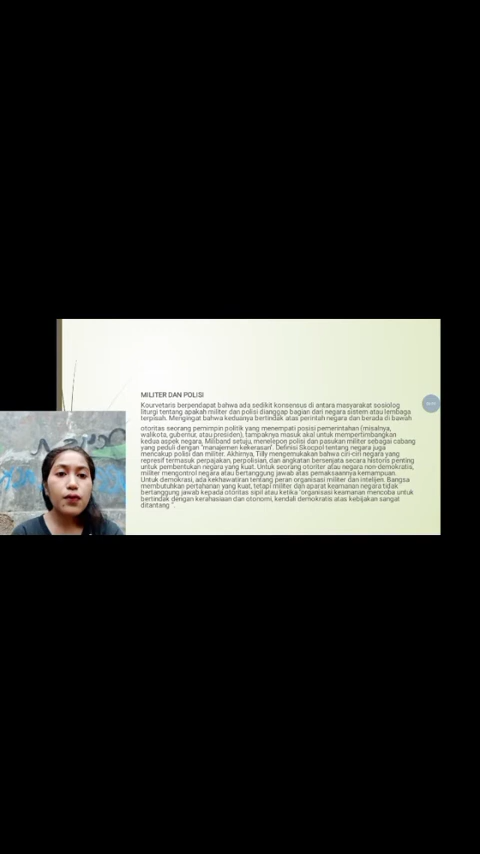 MILITER DAN POLISI
Kourvetaris berpendapat bahwa ada sedikit konsensus di antara masyarakat sosiolog
liturgi tentang apakah militer dan polisi dianggap bagian dari negara sistem atau lembaga
terpisah. Mengingat bahwa keduanya bertindak atas perintah negara dan berada di bawah
otoritas seorang pemimpin politik yang menempati posisi pemerintahan (misalnya,
walikota, gubernur, atau presiden), tampaknya masuk akal untuk mempertimbangkan
kedua aspek negara, Miliband setuju, menelepon polisi dan pasukan militer sebagai cabang
yang peduli dengan "manajemen kekerasan". Definisi Skocpol tentang negara juga
mencakup polisi dan militer. Akhirnya, Tilly mengemukakan bahwa ciri-ciri negara yang
represif termasuk perpajakan, perpolisian, dan angkatan bersenjata secara historis penting
untuk pembentukan negara yang kuat. Untuk seorang otoriter atau negara non-demokratis,
militer mengontrol negara atau bertanggung jawab atas pemaksaannya kemampuan.
Untuk demokrasi, ada kekhawatiran tentang peran organisasi militer dan intelijen. Bangsa
membutuhkan pertahanan yang kuat, tetapi militer dan aparat keamanan negara tidak
bertanggung jawab kepada otoritas sipil atau ketika "organisasi keamanan mencoba untuk
bertindak dengan kerahasiaan dan otonomi, kendali demokratis atas kebijakan sangat
ditantang ".